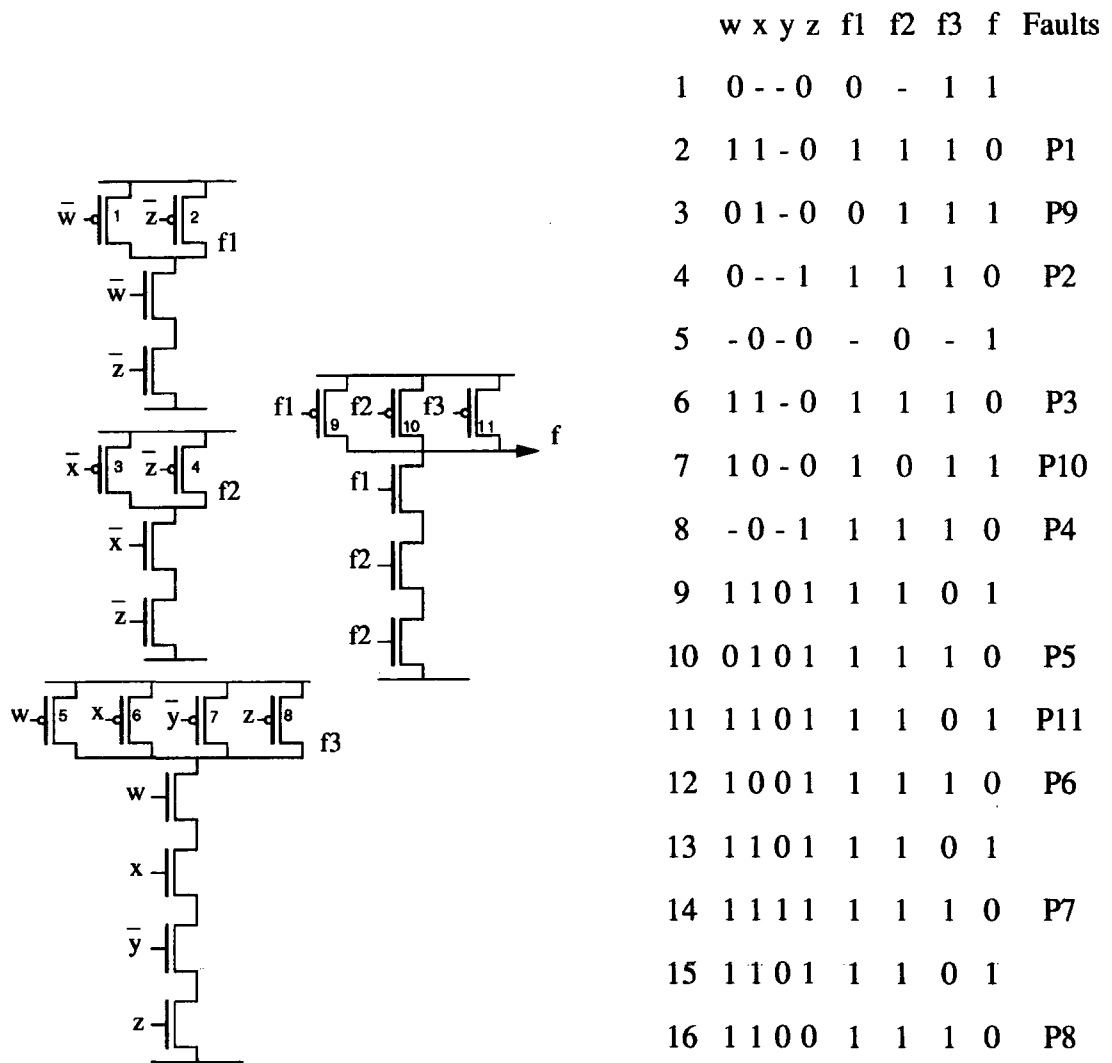 w x y z f1 f2 f3 f Faults
1 0 - - 0 0 - 1 1
2 1 1 - 0 1 1 1 0 P1
3 0 1 - 0 0 1 1 1 P9
4 0 - - 1 1 1 1 0 P2
5 - 0 - 0 - 0 - 1
6 1 1 - 0 1 1 1 0 P3
7 1 0 - 0 1 0 1 1 P10
8 - 0 - 1 1 1 1 0 P4
9 1 1 0 1 1 1 0 1
10 0 1 0 1 1 1 1 0 P5
11 1 1 0 1 1 1 0 1 P11
12 1 0 0 1 1 1 1 0 P6
13 1 1 0 1 1 1 0 1
14 1 1 1 1 1 1 1 0 P7
15 1 1 0 1 1 1 0 1
16 1 1 0 0 1 1 1 0 P8
w̅ 1 z̅ 2
f1
w̅
z̅
x̅ 3 z̅ 4
f2
x̅
z̅
w 5 x 6 y̅ 7 z 8
f3
w
x
y̅
z
f1 9 f2 10 f3 11
f
f1
f2
f2